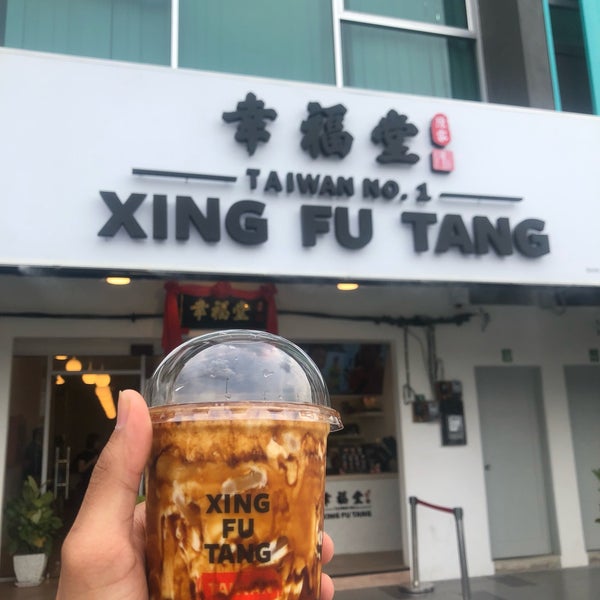 幸福堂
TAIWAN NO. 1
XING FU TANG
幸福堂
幸福堂
XING FU TANG
XING
FU
TANG